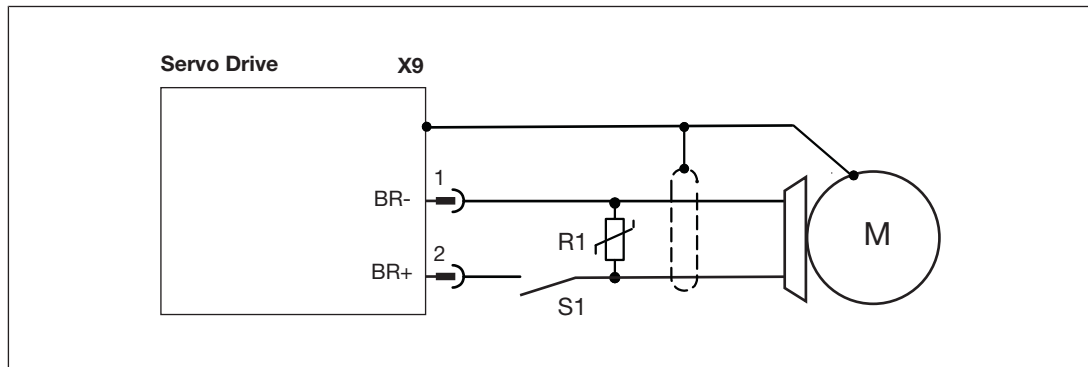 Servo Drive X9
1
BR-
R1
M
2
BR+
S1